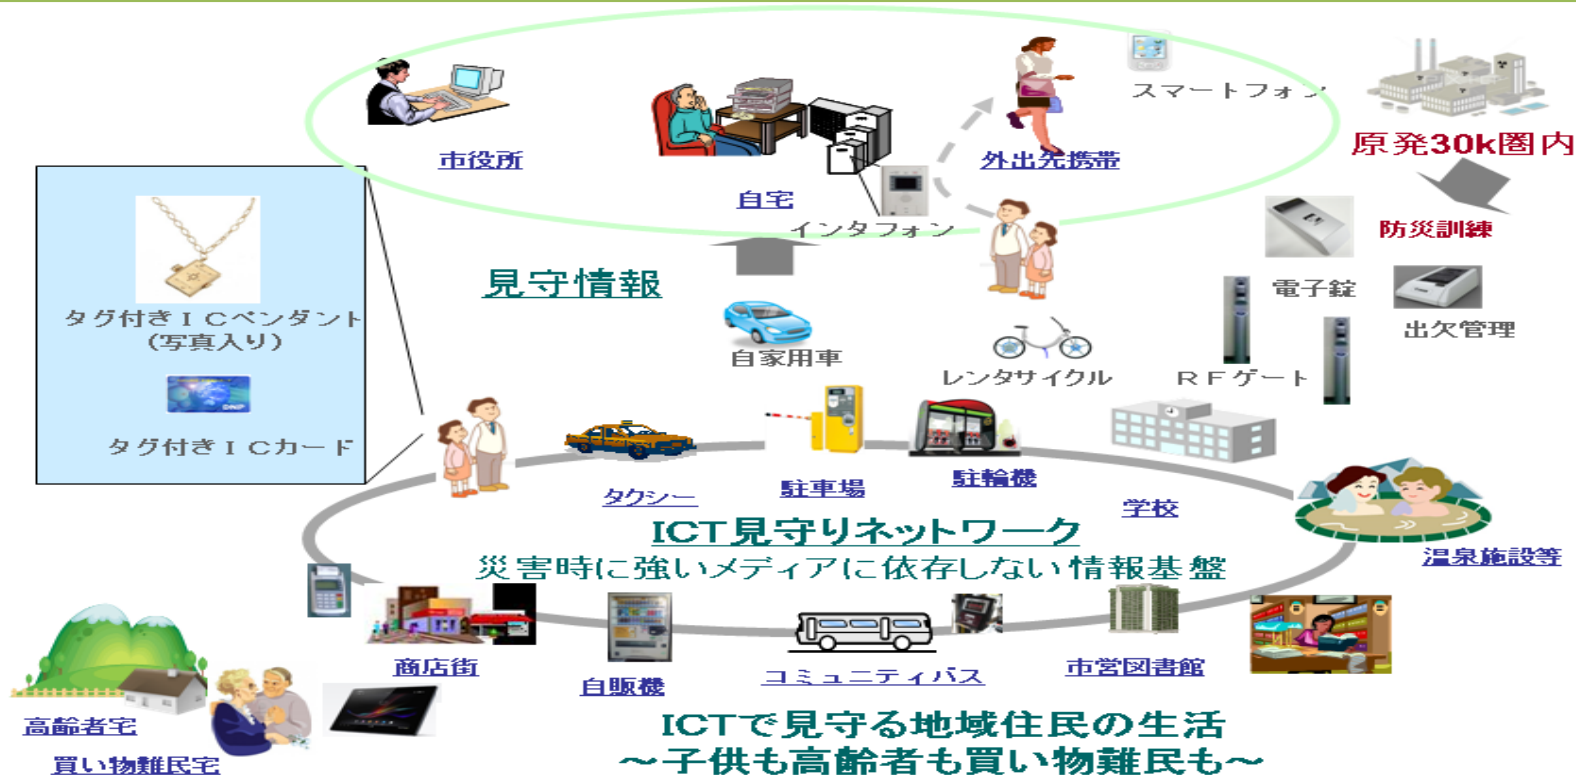 スマートフォン
原発30k圏内
市役所
外出先携帯
自宅
インタフォン
防災訓練
見守情報
電子錠
タグ付きＩＣペンダント
(写真入り)
出欠管理
自家用車
レンタサイクル
ＲＦゲート
タグ付きＩＣカード
DNP
タクシー
駐車場
駐輪機
学校
ICT見守りネットワーク
災害時に強いメディアに依存しない情報基盤
温泉施設等
商店街
自販機
コミュニティバス
市営図書館
高齢者宅
買い物難民宅
ICTで見守る地域住民の生活
～子供も高齢者も買い物難民も～